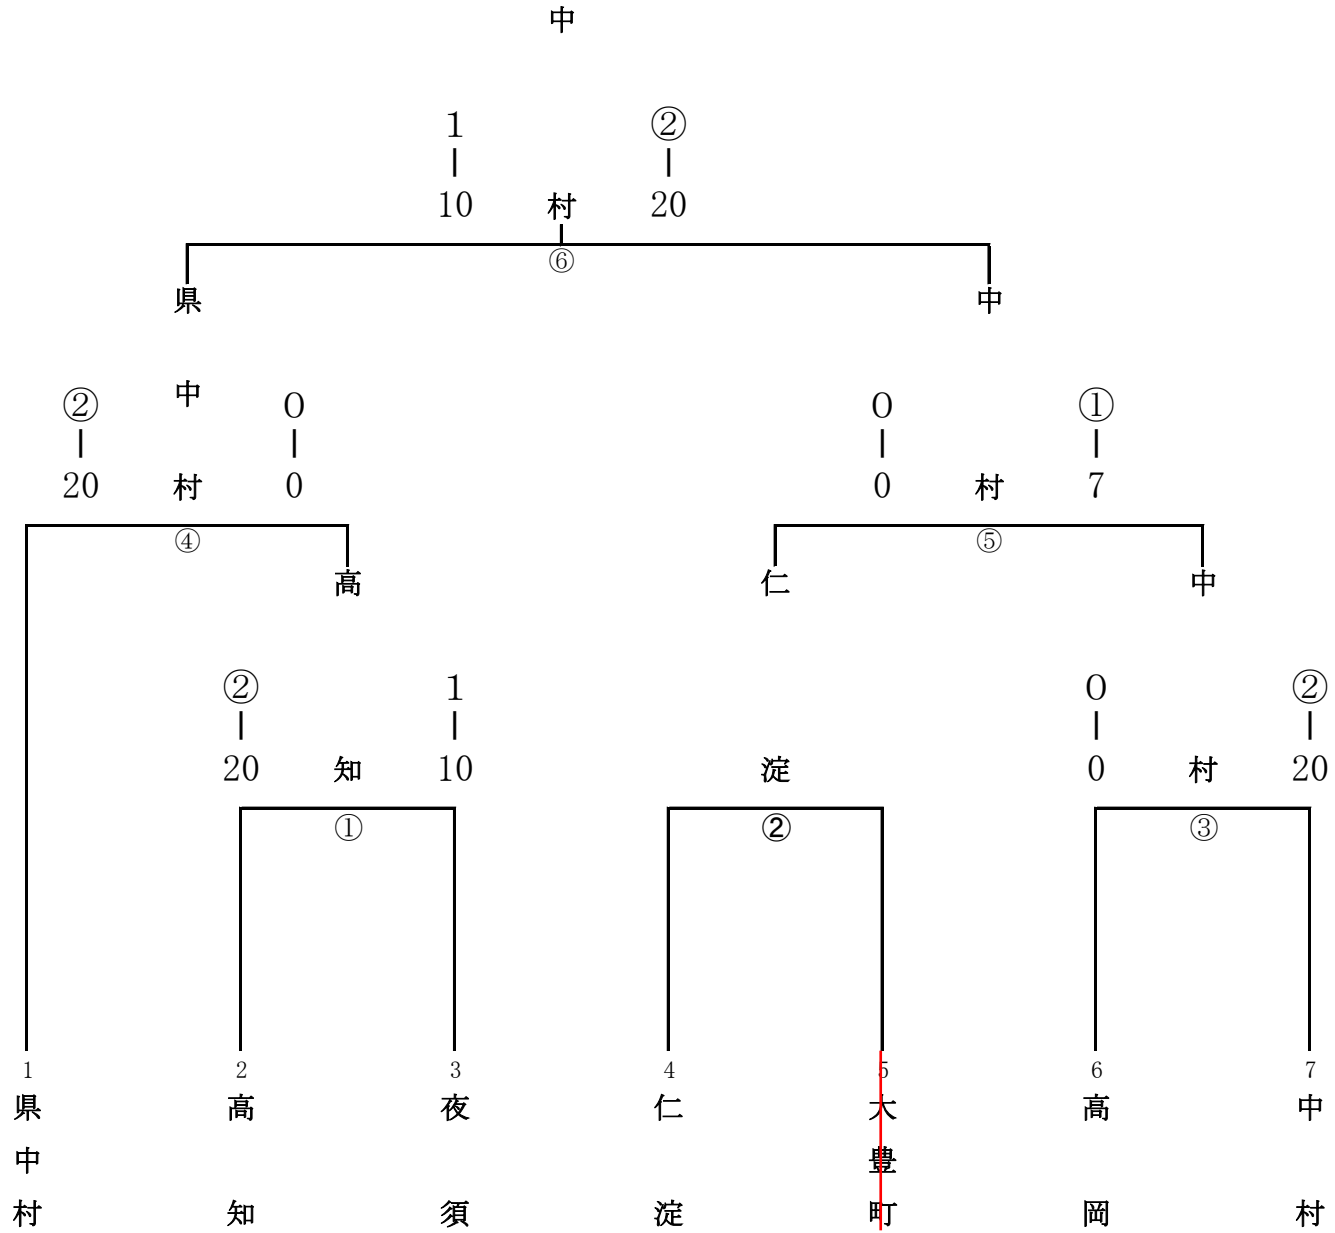 中
1 ②
10 村 20
⑥
県 中
② 中 0 0 ①
20 村 0 0 村 7
④ ⑤
高 仁 中
② 1 0 ②
20 知 10 淀 0 村 20
① ② ③
1 2 3 4 5 6 7
県 高 夜 仁 大 高 中
中 豊
村 知 須 淀 町 岡 村